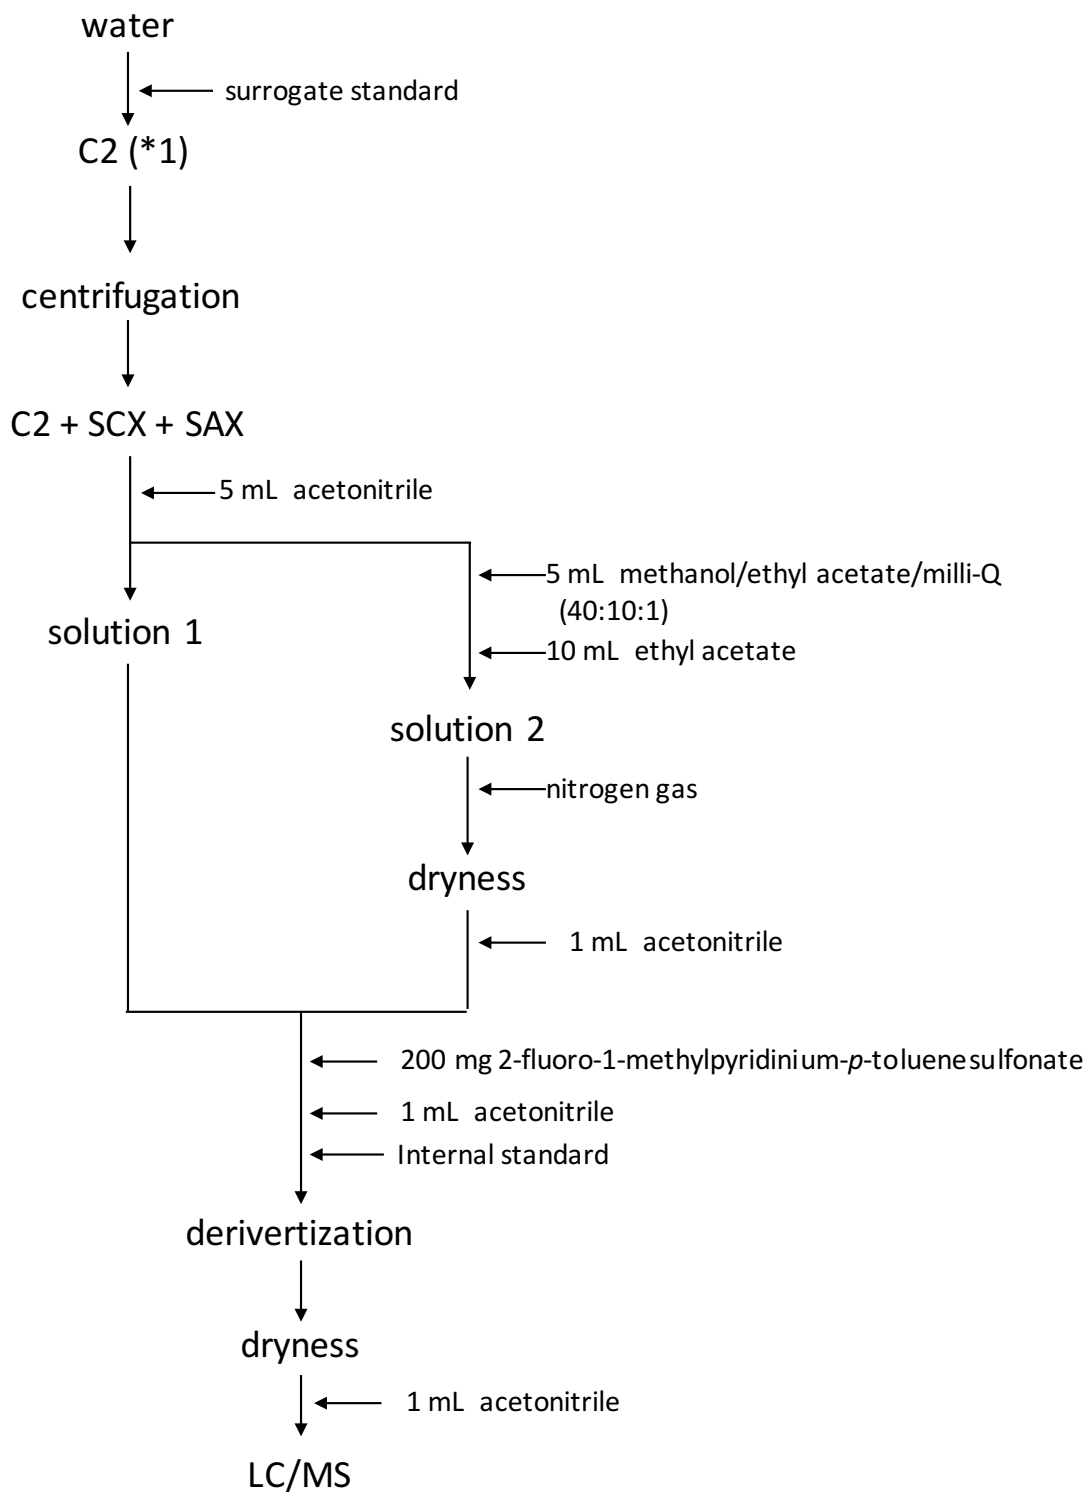 water
surrogate standard
C2 (*1)
centrifugation
C2 + SCX + SAX
5 mL acetonitrile
5 mL methanol/ethyl acetate/milli-Q
(40:10:1)
solution 1
10 mL ethyl acetate
solution 2
nitrogen gas
dryness
1 mL acetonitrile
200 mg 2-fluoro-1-methylpyridinium-p-toluenesulfonate
1 mL acetonitrile
Internal standard
derivertization
dryness
1 mL acetonitrile
LC/MS